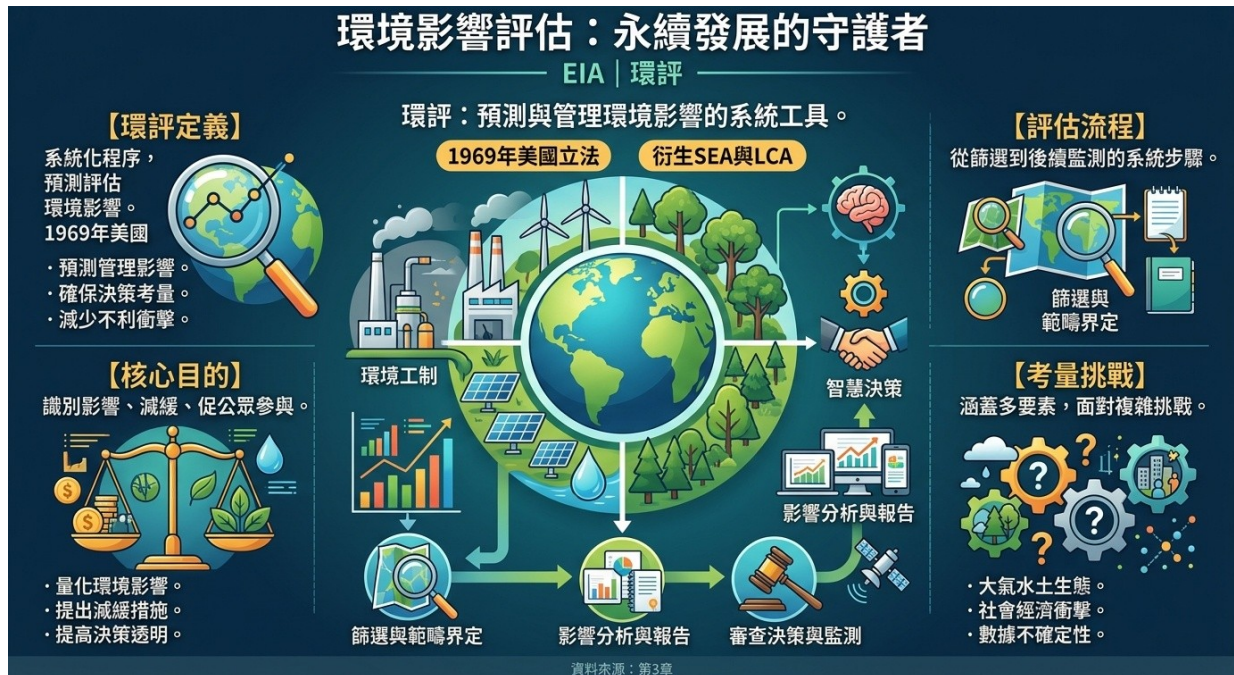 環境影響評估：永續發展的守護者
EIA｜環評
環評：預測與管理環境影響的系統工具。
1969年美國立法
衍生SEA與LCA
【環評定義】
系統化程序，
預測評估
環境影響。
1969年美國
·預測管理影響。
·確保決策考量。
·減少不利衝擊。
【核心目的】
識別影響、減緩、促公眾參與。
·量化環境影響。
·提出減緩措施。
·提高決策透明。
環境工制
智慧決策
影響分析與報告
篩選與範疇界定
影響分析與報告
審查決策與監測
【評估流程】
從篩選到後續監測的系統步驟。
篩選與
範疇界定
【考量挑戰】
涵蓋多要素，面對複雜挑戰。
·大氣水土生態。
·社會經濟衝擊。
·數據不確定性。
資料來源：第3章